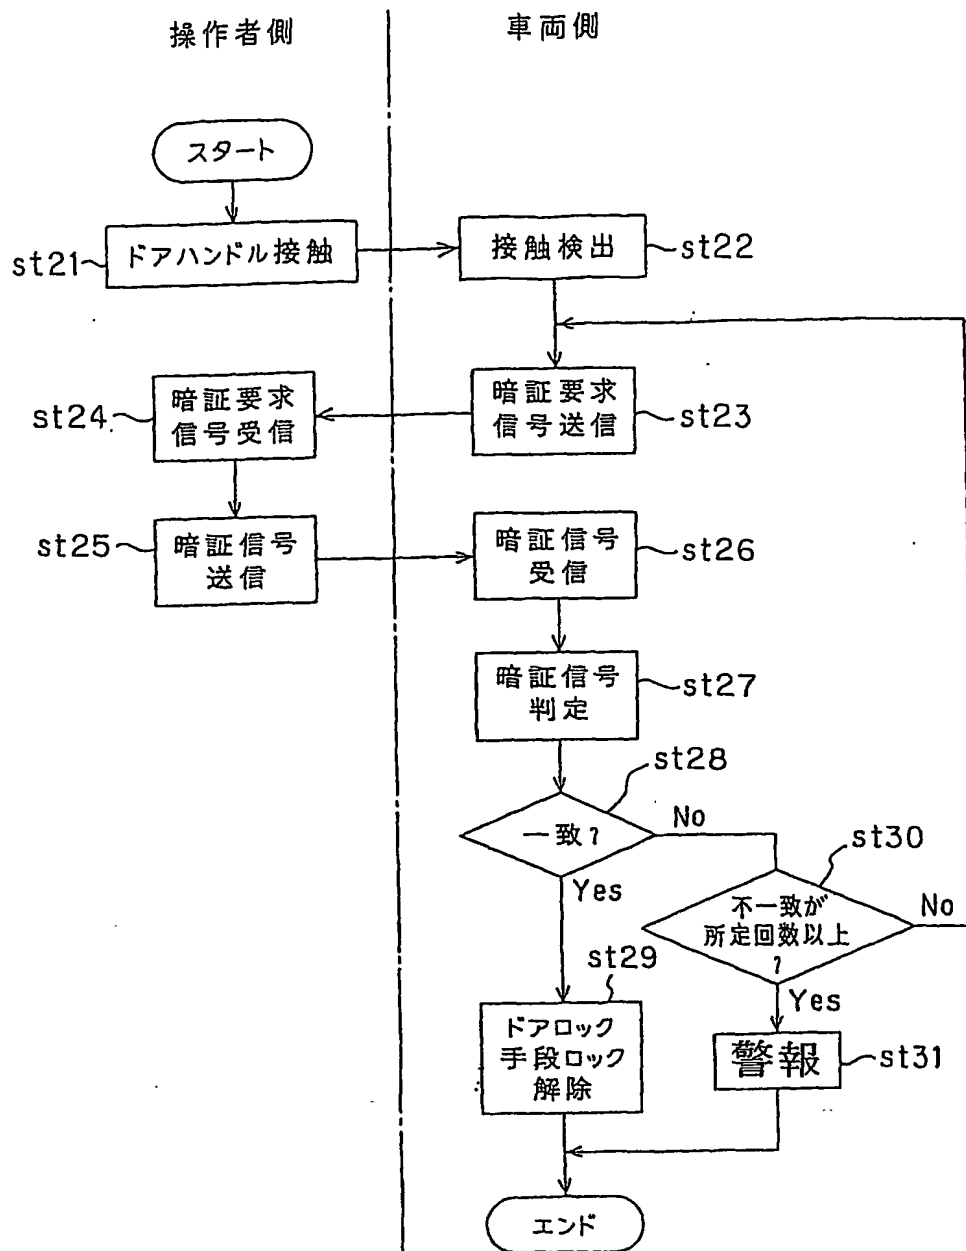 操作者側
車両側
スタート
st21
ドアハンドル接触
接触検出
st22
st24
暗証要求
信号受信
暗証要求
信号送信
st23
st25
暗証信号
送信
暗証信号
受信
st26
暗証信号
判定
st27
st28
一致?
No
Yes
st30
不一致が
所定回数以上
?
No
Yes
st29
ドアロック
手段ロック
解除
警報
st31
エンド